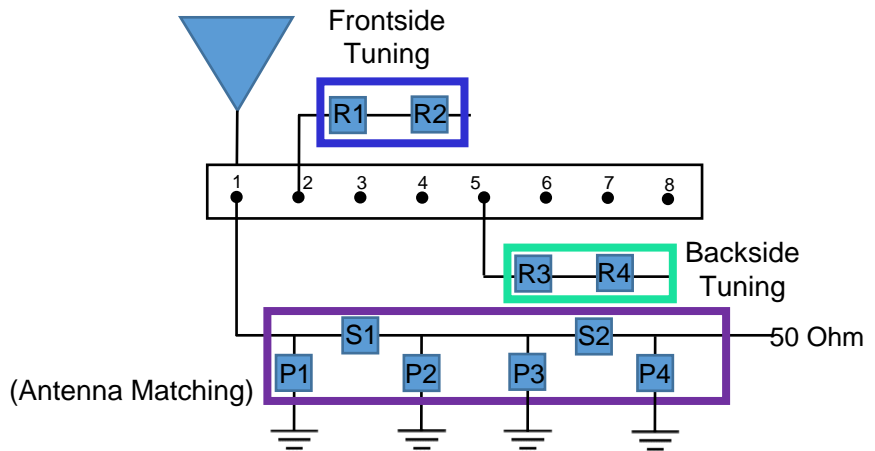 Frontside
Tuning
R1 R2
1 2 3 4 5 6 7 8
R3 R4
Backside
Tuning
S1 S2
50 Ohm
P1 P2 P3 P4
(Antenna Matching)